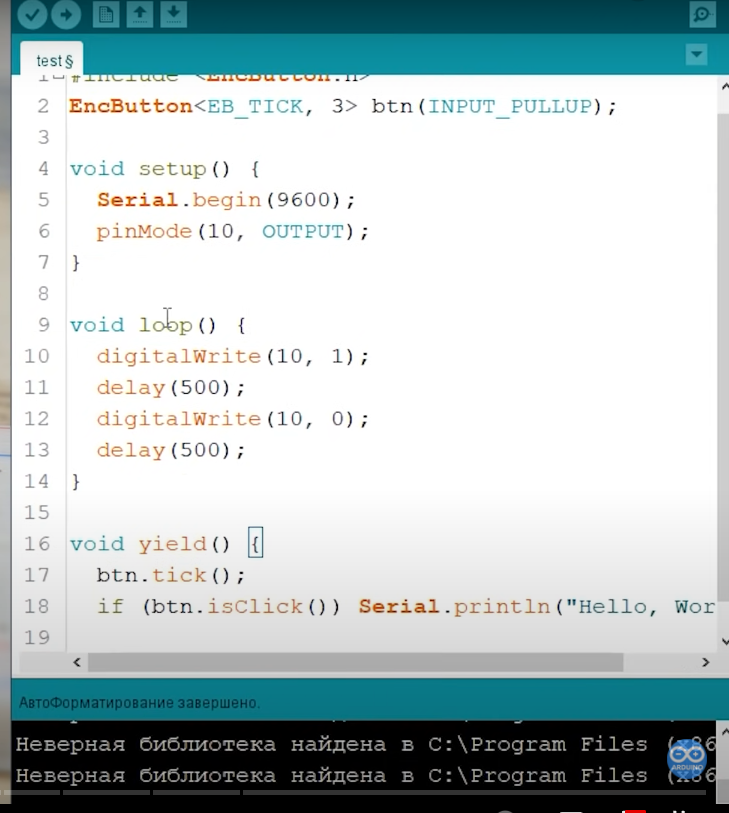 test §
1 #include <EncButton.h>
2 EncButton<EB_TICK, 3> btn(INPUT_PULLUP);
3
4 void setup() {
5 Serial.begin(9600);
6 pinMode(10, OUTPUT);
7 }
8
9 void loop() {
10 digitalWrite(10, 1);
11 delay(500);
12 digitalWrite(10, 0);
13 delay(500);
14 }
15
16 void yield() {
17 btn.tick();
18 if (btn.isClick()) Serial.println("Hello, Wor
19
АвтоФорматирование завершено.
Неверная библиотека найдена в C:\Program Files (x86
Неверная библиотека найдена в C:\Program Files (x86
ARDUINO